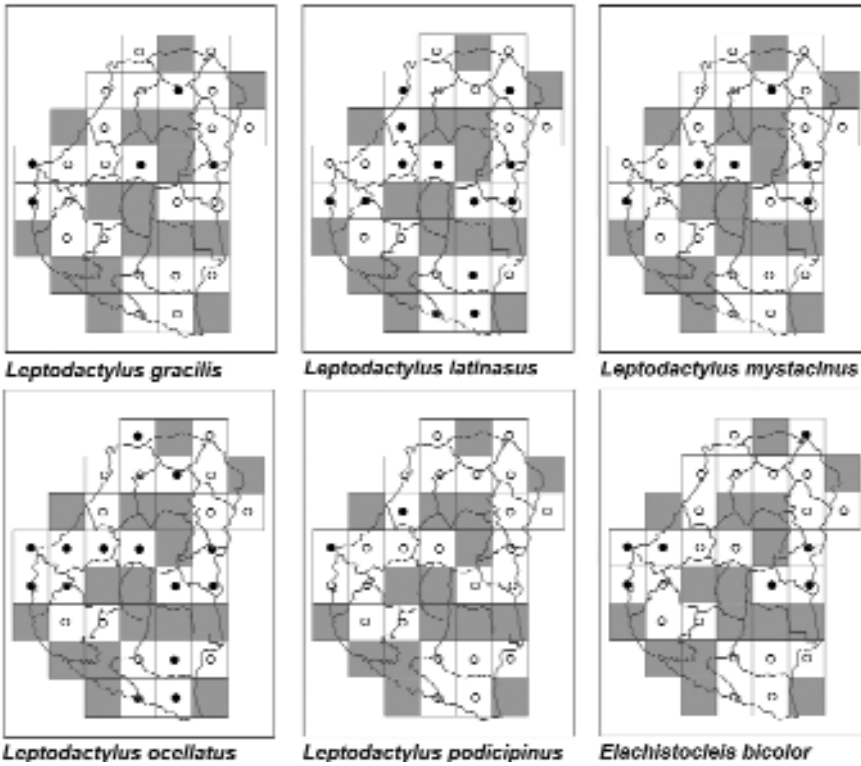 Leptodactylus gracilis
Leptodactylus latinasus
Leptodactylus mystacinus
Leptodactylus ocellatus
Leptodactylus podicipinus
Elachistocleis bicolor